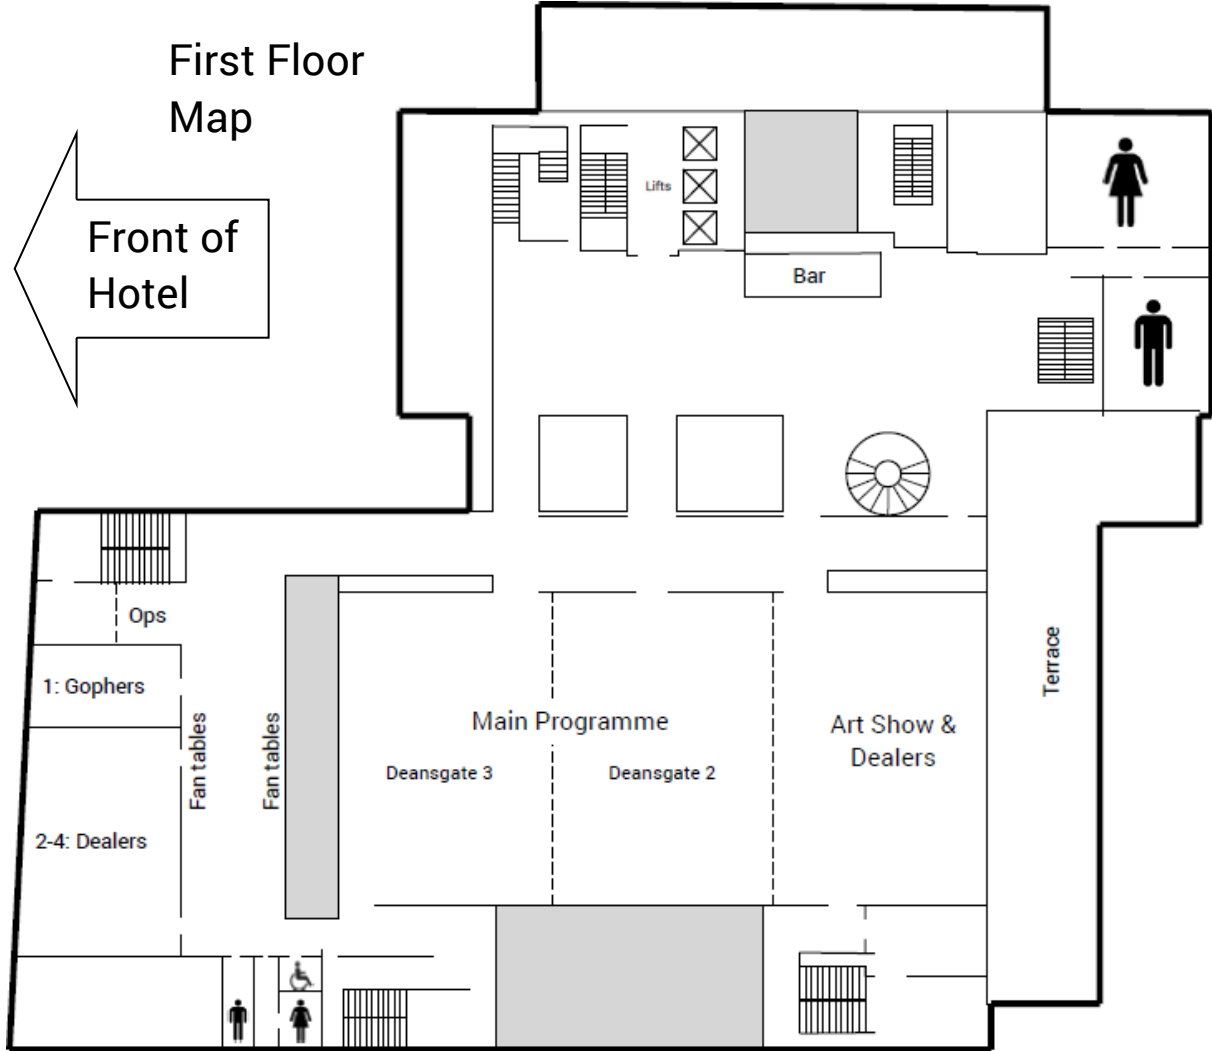 First Floor
Map
Front of
Hotel
Lifts
Bar
Ops
1: Gophers
Fan tables
Fan tables
Terrace
Main Programme
Art Show &
Dealers
Deansgate 3
Deansgate 2
2-4: Dealers